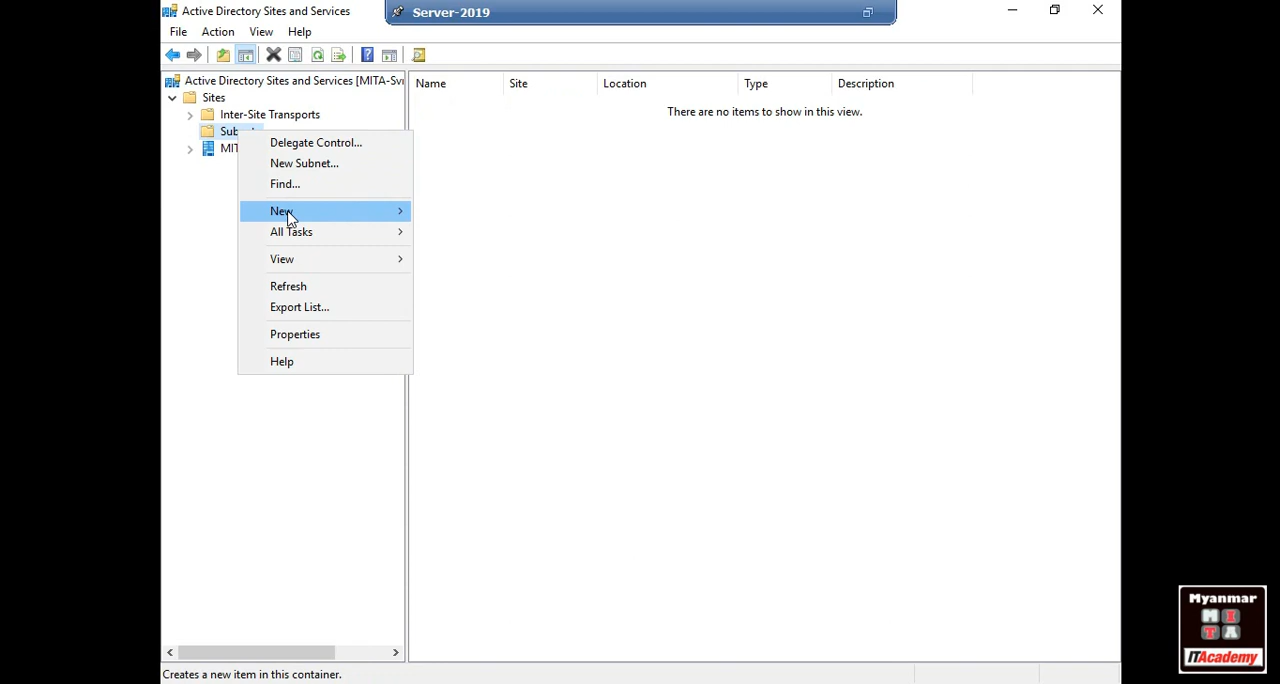 Active Directory Sites and Services
Server-2019
File Action View Help
Active Directory Sites and Services [MITA-Svr
Name Site Location Type Description
Sites
There are no items to show in this view.
Inter-Site Transports
Sub
MIT
Delegate Control...
New Subnet...
Find...
New
All Tasks
View
Refresh
Export List...
Properties
Help
Creates a new item in this container.
Myanmar
M I
T A
ITAcademy